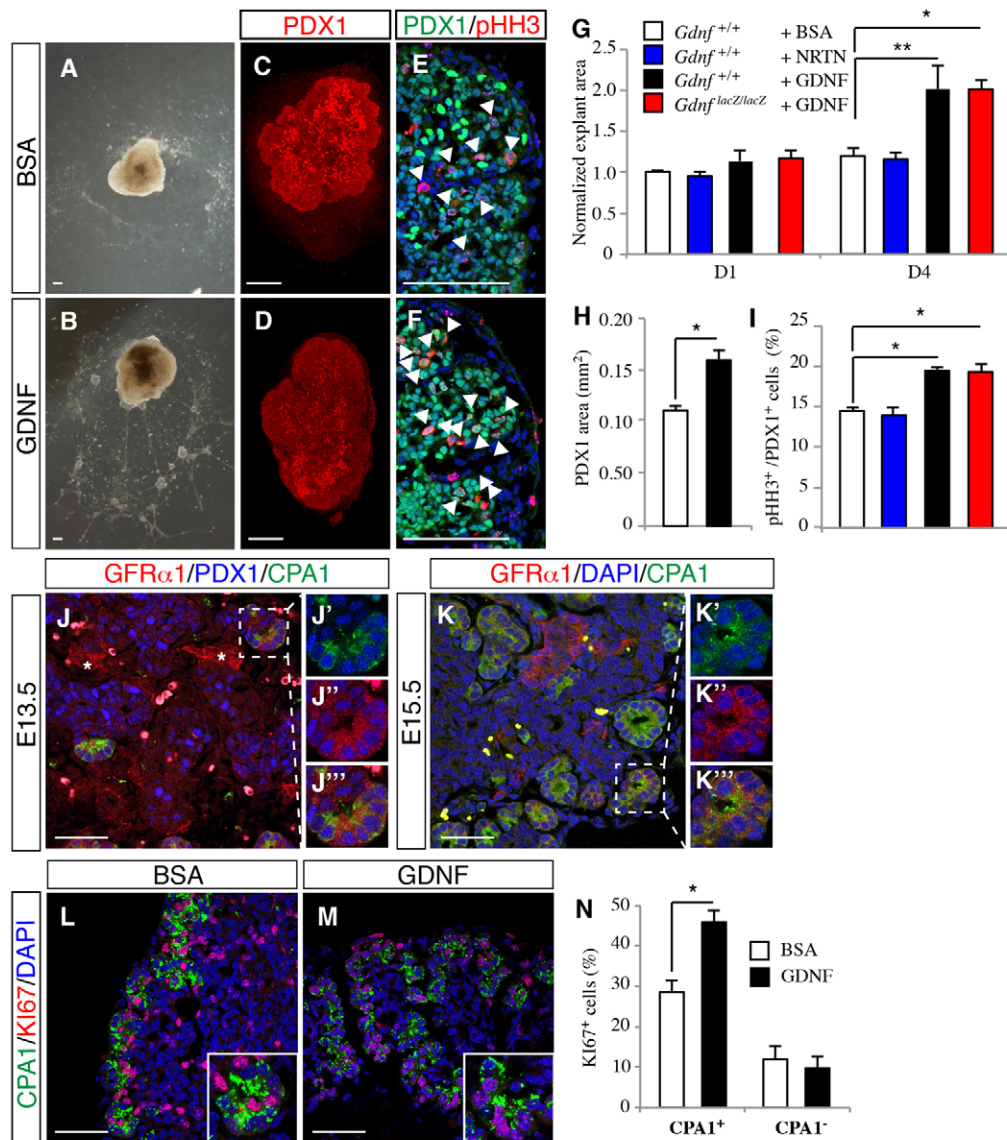 PDX1
PDX1/pHH3
BSA
A
C
E
GDNF
B
D
F
G
Gdnf +/+ + BSA
Gdnf +/+ + NRTN
Gdnf +/+ + GDNF
Gdnf lacZ/lacZ + GDNF
*
**
Normalized explant area
2.5
2.0
1.5
1.0
0.5
0
D1
D4
H
*
PDX1 area (mm²)
0.20
0.15
0.10
0.50
0
I
*
*
pHH3⁺/PDX1⁺ cells (%)
25
20
15
10
5
0
GFRα1/PDX1/CPA1
E13.5
J
*
*
J'
J''
J'''
GFRα1/DAPI/CPA1
E15.5
K
K'
K''
K'''
CPA1/KI67/DAPI
BSA
L
GDNF
M
N
*
BSA
GDNF
KI67⁺ cells (%)
50
40
30
20
10
0
CPA1⁺
CPA1⁻